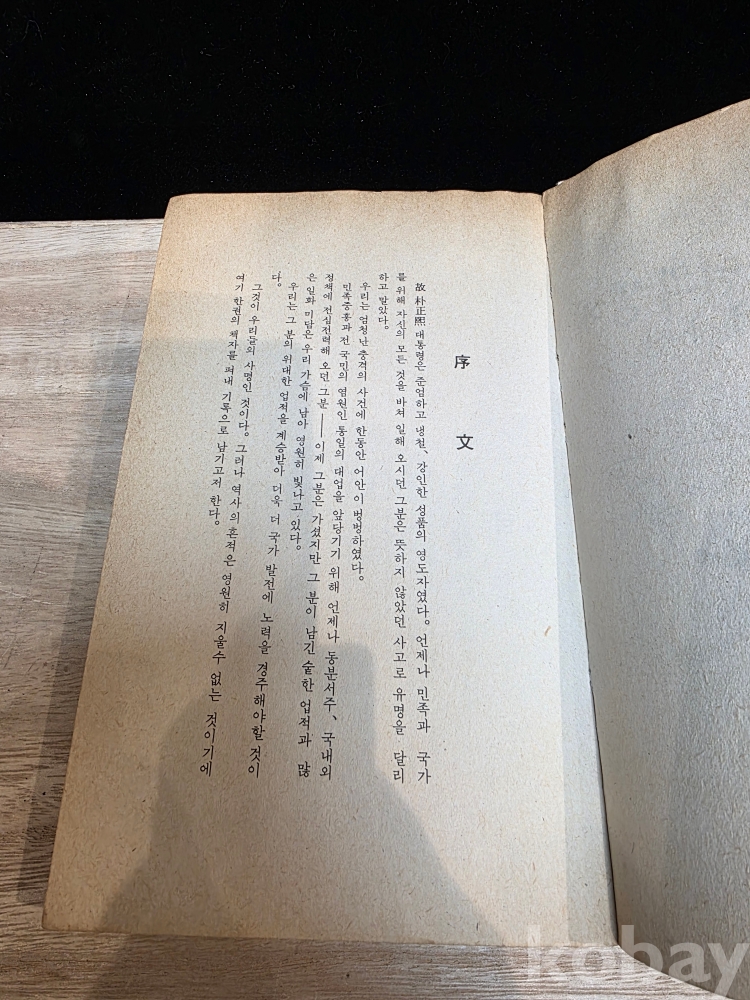 序 文
故 朴正熙 대통령은 준엄하고 냉철、강인한 성품의 영도자였다。언제나 민족과 국가
를 위해 자신의 모든 것을 바쳐 일해 오시던 그분은 뜻하지 않았던 사고로 유명을 달리
하고 말았다。
우리는 엄청난 충격의 사건에 한동안 어안이 벙벙하였다。
민족중흥과 전 국민의 염원인 통일의 대업을 앞당기기 위해 언제나 동분서주、국내외
정책에 전심전력해 오던 그분 ── 이제 그분은 가셨지만 그 분이 남긴 숱한 업적과 많
은 일화 미담은 우리 가슴에 남아 영원히 빛나고 있다。
우리는 그 분의 위대한 업적을 계승받아 더욱 더 국가 발전에 노력을 경주해야할 것이
다。
그것이 우리들의 사명인 것이다。그러나 역사의 흔적은 영원히 지울수 없는 것이기에
여기 한권의 책자를 펴내 기록으로 남기고저 한다。
kobay